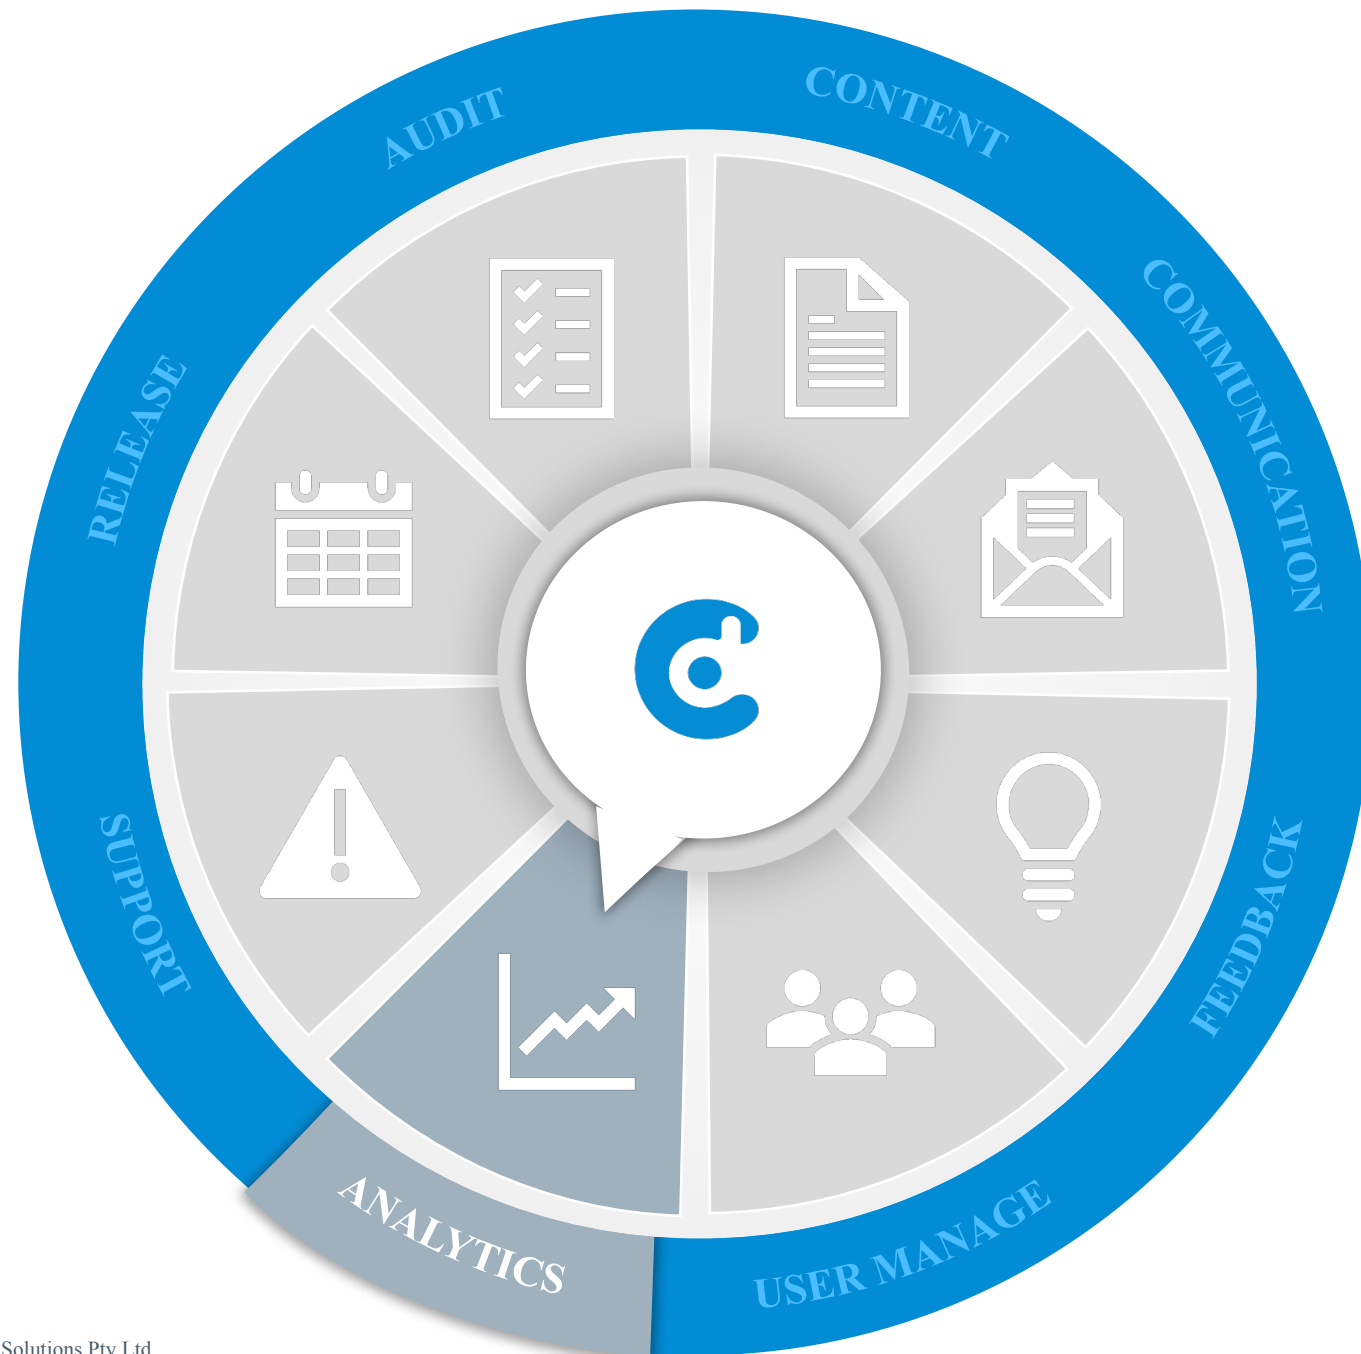 CONTENT
COMMUNICATION
FEEDBACK
USER MANAGE
ANALYTICS
SUPPORT
RELEASE
AUDIT
Solutions Pty Ltd